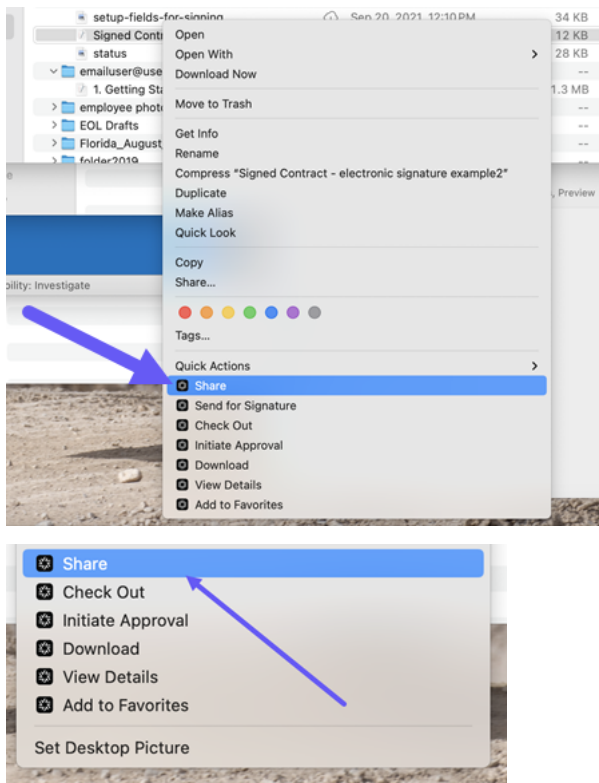 setup-fields-for-signing Sep 20, 2021, 12:10 PM 34 KB
Signed Cont 12 KB
status 28 KB
emailuser@use --
1. Getting Sta 1.3 MB
employee phot --
EOL Drafts --
Florida_August --
folder2019 --
Open
Open With
Download Now
Move to Trash
Get Info
Rename
Compress “Signed Contract - electronic signature example2”
Duplicate
Make Alias
Quick Look
Copy
Share...
Tags...
Quick Actions
Share
Send for Signature
Check Out
Initiate Approval
Download
View Details
Add to Favorites
e
, Preview
bility: Investigate
Share
Check Out
Initiate Approval
Download
View Details
Add to Favorites
Set Desktop Picture